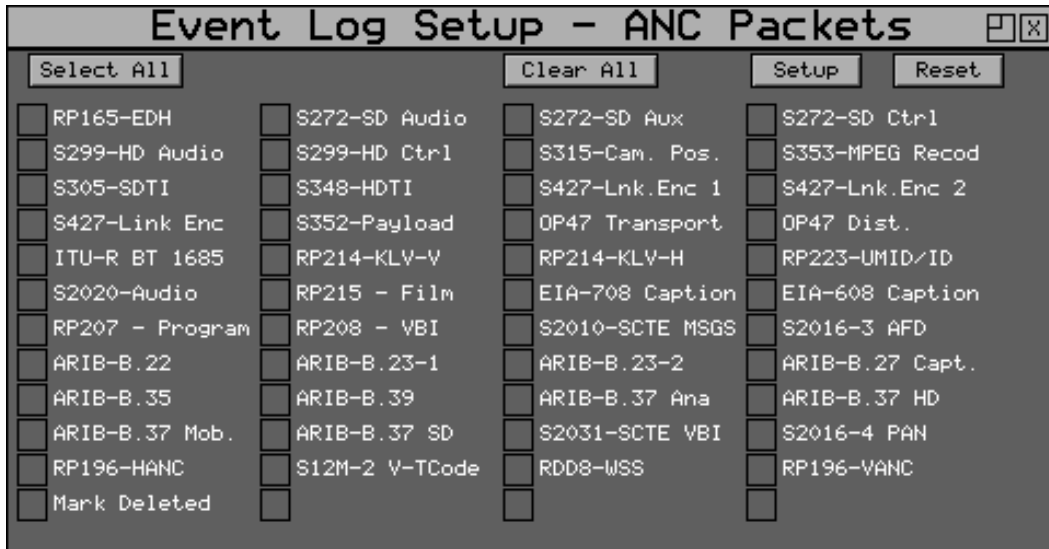 Event Log Setup - ANC Packets
Select All Clear All Setup Reset
RP165-EDH S272-SD Audio S272-SD Aux S272-SD Ctrl
S299-HD Audio S299-HD Ctrl S315-Cam. Pos. S353-MPEG Recod
S305-SDTI S348-HDTI S427-Lnk.Enc 1 S427-Lnk.Enc 2
S427-Link Enc S352-Payload OP47 Transport OP47 Dist.
ITU-R BT 1685 RP214-KLV-V RP214-KLV-H RP223-UMID/ID
S2020-Audio RP215 - Film EIA-708 Caption EIA-608 Caption
RP207 - Program RP208 - VBI S2010-SCTE MSGS S2016-3 AFD
ARIB-B.22 ARIB-B.23-1 ARIB-B.23-2 ARIB-B.27 Capt.
ARIB-B.35 ARIB-B.39 ARIB-B.37 Ana ARIB-B.37 HD
ARIB-B.37 Mob. ARIB-B.37 SD S2031-SCTE VBI S2016-4 PAN
RP196-HANC S12M-2 V-TCode RDD8-WSS RP196-VANC
Mark Deleted